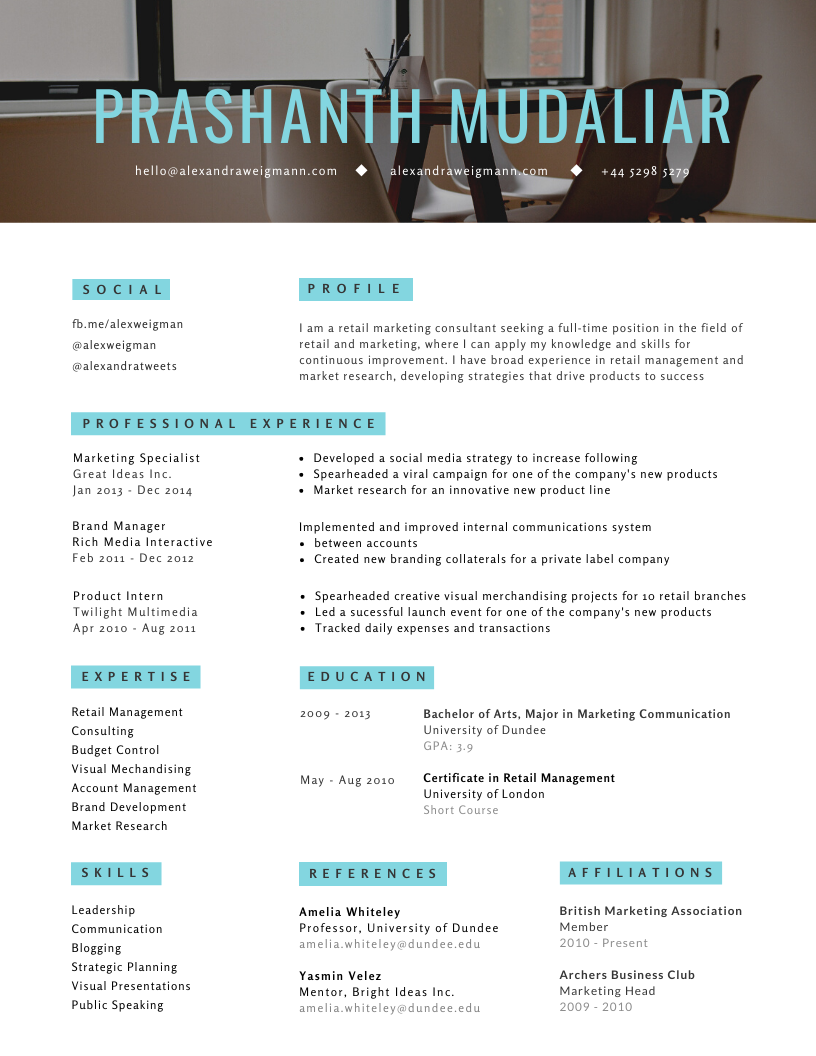 PRASHANTH MUDALIAR
hello@alexandraweigmann.com ◆ alexandraweigmann.com ◆ +44 5298 5279
SOCIAL
fb.me/alexweigman
@alexweigman
@alexandratweets
PROFILE
I am a retail marketing consultant seeking a full-time position in the field of
retail and marketing, where I can apply my knowledge and skills for
continuous improvement. I have broad experience in retail management and
market research, developing strategies that drive products to success
PROFESSIONAL EXPERIENCE
Marketing Specialist
Great Ideas Inc.
Jan 2013 - Dec 2014
• Developed a social media strategy to increase following
• Spearheaded a viral campaign for one of the company's new products
• Market research for an innovative new product line
Brand Manager
Rich Media Interactive
Feb 2011 - Dec 2012
Implemented and improved internal communications system
• between accounts
• Created new branding collaterals for a private label company
Product Intern
Twilight Multimedia
Apr 2010 - Aug 2011
• Spearheaded creative visual merchandising projects for 10 retail branches
• Led a sucessful launch event for one of the company's new products
• Tracked daily expenses and transactions
EXPERTISE
Retail Management
Consulting
Budget Control
Visual Mechandising
Account Management
Brand Development
Market Research
EDUCATION
2009 - 2013
Bachelor of Arts, Major in Marketing Communication
University of Dundee
GPA: 3.9
May - Aug 2010
Certificate in Retail Management
University of London
Short Course
SKILLS
Leadership
Communication
Blogging
Strategic Planning
Visual Presentations
Public Speaking
REFERENCES
Amelia Whiteley
Professor, University of Dundee
amelia.whiteley@dundee.edu
Yasmin Velez
Mentor, Bright Ideas Inc.
amelia.whiteley@dundee.edu
AFFILIATIONS
British Marketing Association
Member
2010 - Present
Archers Business Club
Marketing Head
2009 - 2010